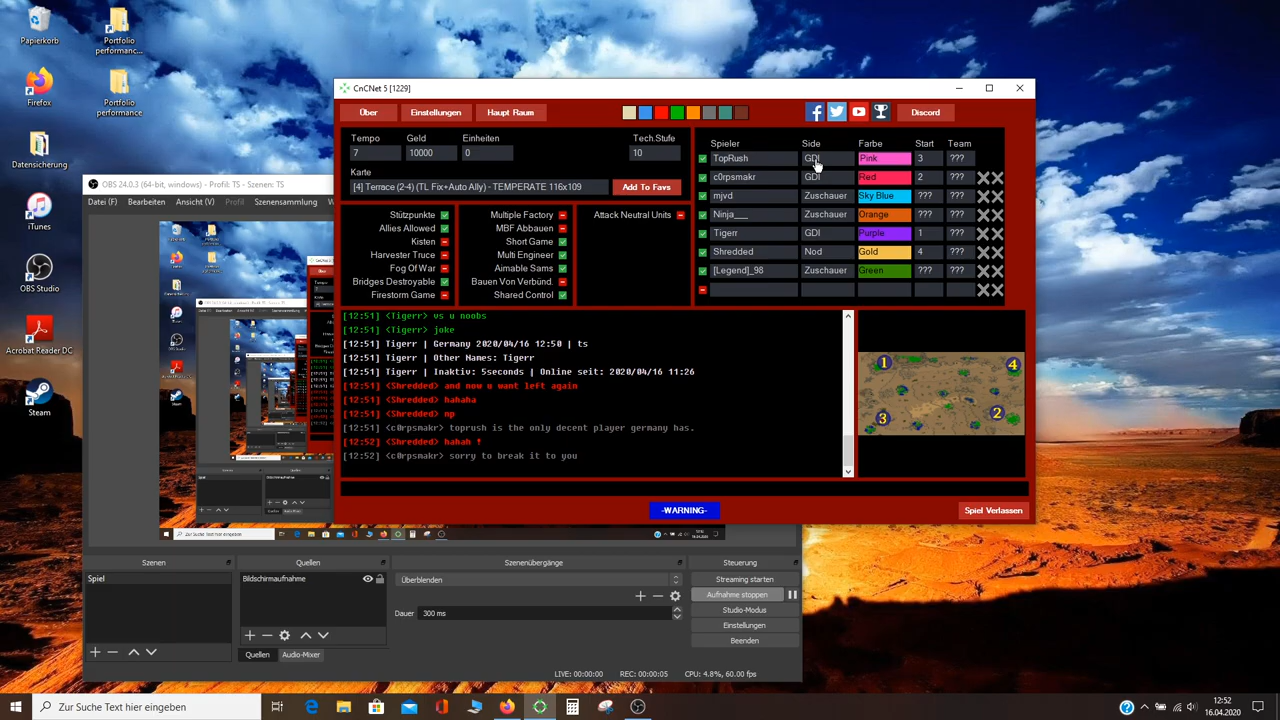 Papierkorb
Portfolio
performanc...
Firefox
Portfolio
performance
Datensicherung
iTunes
OBS Studio
Acrobat Reader DC
Steam
OBS 24.0.3 (64-bit, windows) - Profil: TS - Szenen: TS
Datei (F)
Bearbeiten
Ansicht (V)
Profil
Szenensammlung
CnCNet 5 [1229]
Über
Einstellungen
Haupt Raum
Discord
Tempo
Geld
Einheiten
Tech.Stufe
7
10000
0
10
Karte
[4] Terrace (2-4) (TL Fix+Auto Ally) - TEMPERATE 116x109
Add To Favs
Stützpunkte
Multiple Factory
Attack Neutral Units
Allies Allowed
MBF Abbauen
Kisten
Short Game
Harvester Truce
Multi Engineer
Fog Of War
Aimable Sams
Bridges Destroyable
Bauen Von Verbünd.
Firestorm Game
Shared Control
Spieler Side Farbe Start Team
TopRush GDI Pink 3 ???
c0rpsmakr GDI Red 2 ???
mjvd Zuschauer Sky Blue ??? ???
Ninja___ Zuschauer Orange ??? ???
Tigerr GDI Purple 1 ???
Shredded Nod Gold 4 ???
[Legend]_98 Zuschauer Green ??? ???
[12:51] <Tigerr> vs u noobs
[12:51] <Tigerr> joke
[12:51] Tigerr | Germany 2020/04/16 12:50 | ts
[12:51] Tigerr | Other Names: Tigerr
[12:51] Tigerr | Inaktiv: 5seconds | Online seit: 2020/04/16 11:26
[12:51] <Shredded> and now u want left again
[12:51] <Shredded> hahaha
[12:51] <Shredded> np
[12:51] <c0rpsmakr> toprush is the only decent player germany has.
[12:52] <Shredded> hahah !
[12:52] <c0rpsmakr> sorry to break it to you
1
4
3
2
-WARNING-
Spiel Verlassen
Zur Suche Text hier eingeben
Szenen
Quellen
Szenenübergänge
Steuerung
Spiel
Bildschirmaufnahme
Überblenden
Dauer
300 ms
Streaming starten
Aufnahme stoppen
Studio-Modus
Einstellungen
Beenden
Quellen
Audio-Mixer
LIVE: 00:00:00
REC: 00:00:05
CPU: 4.8%, 60.00 fps
Zur Suche Text hier eingeben
12:52
16.04.2020